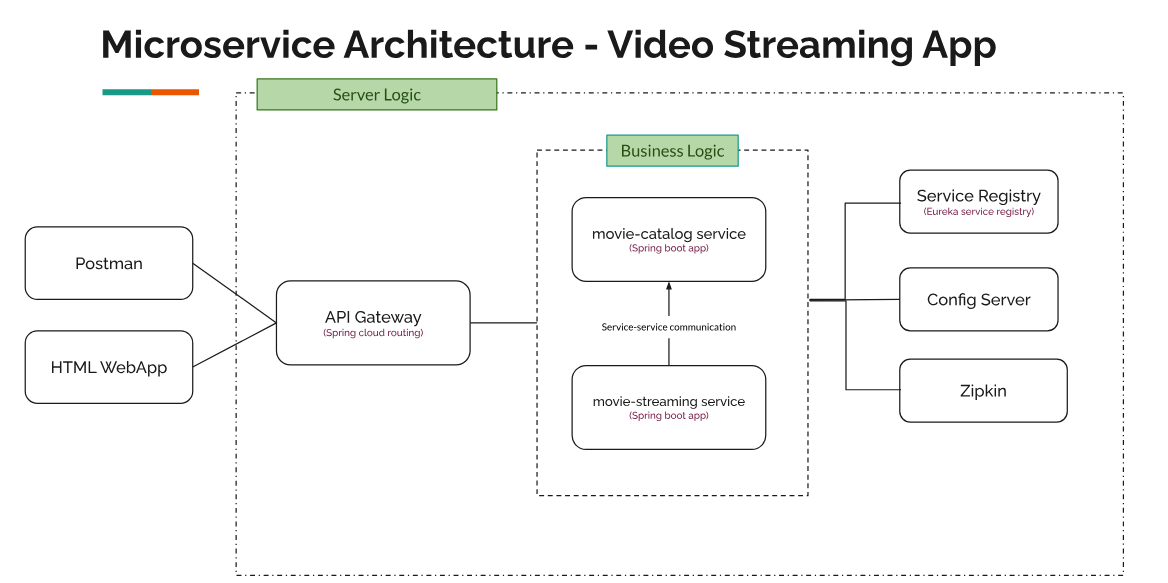 Microservice Architecture - Video Streaming App
Server Logic
Business Logic
Postman
HTML WebApp
API Gateway
(Spring cloud routing)
movie-catalog service
(Spring boot app)
Service-service communication
movie-streaming service
(Spring boot app)
Service Registry
(Eureka service registry)
Config Server
Zipkin